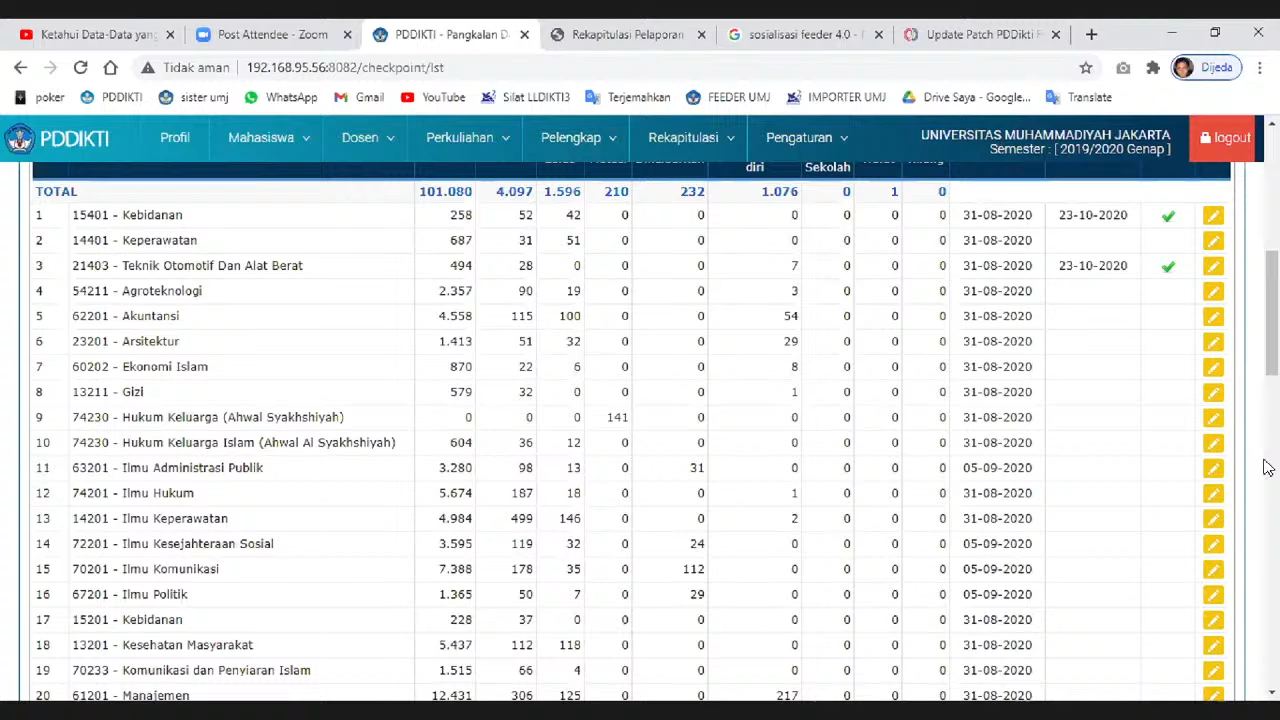 Ketahui Data-Data yang
Post Attendee - Zoom
PDDIKTI - Pangkalan D
Rekapitulasi Pelaporan
sosialisasi feeder 4.0 -
Update Patch PDDikti F
Tidak aman 192.168.95.56:8082/checkpoint/lst
Dijeda
poker PDDIKTI sister umj WhatsApp Gmail YouTube Silat LLDIKTI3 Terjemahkan FEEDER UMJ IMPORTER UMJ Drive Saya - Google... Translate
PDDIKTI Profil Mahasiswa Dosen Perkuliahan Pelengkap Rekapitulasi Pengaturan
UNIVERSITAS MUHAMMADIYAH JAKARTA
Semester : [ 2019/2020 Genap ]
logout
diri Sekolah
TOTAL 101.080 4.097 1.596 210 232 1.076 0 1 0
1 15401 - Kebidanan 258 52 42 0 0 0 0 0 0 31-08-2020 23-10-2020
2 14401 - Keperawatan 687 31 51 0 0 0 0 0 0 31-08-2020
3 21403 - Teknik Otomotif Dan Alat Berat 494 28 0 0 0 7 0 0 0 31-08-2020 23-10-2020
4 54211 - Agroteknologi 2.357 90 19 0 0 3 0 0 0 31-08-2020
5 62201 - Akuntansi 4.558 115 100 0 0 54 0 0 0 31-08-2020
6 23201 - Arsitektur 1.413 51 32 0 0 29 0 0 0 31-08-2020
7 60202 - Ekonomi Islam 870 22 6 0 0 8 0 0 0 31-08-2020
8 13211 - Gizi 579 32 0 0 0 1 0 0 0 31-08-2020
9 74230 - Hukum Keluarga (Ahwal Syakhshiyah) 0 0 0 141 0 0 0 0 0 31-08-2020
10 74230 - Hukum Keluarga Islam (Ahwal Al Syakhshiyah) 604 36 12 0 0 0 0 0 0 31-08-2020
11 63201 - Ilmu Administrasi Publik 3.280 98 13 0 31 0 0 0 0 05-09-2020
12 74201 - Ilmu Hukum 5.674 187 18 0 0 1 0 0 0 31-08-2020
13 14201 - Ilmu Keperawatan 4.984 499 146 0 0 2 0 0 0 31-08-2020
14 72201 - Ilmu Kesejahteraan Sosial 3.595 119 32 0 24 0 0 0 0 05-09-2020
15 70201 - Ilmu Komunikasi 7.388 178 35 0 112 0 0 0 0 05-09-2020
16 67201 - Ilmu Politik 1.365 50 7 0 29 0 0 0 0 05-09-2020
17 15201 - Kebidanan 228 37 0 0 0 0 0 0 0 31-08-2020
18 13201 - Kesehatan Masyarakat 5.437 112 118 0 0 0 0 0 0 31-08-2020
19 70233 - Komunikasi dan Penyiaran Islam 1.515 66 4 0 0 0 0 0 0 31-08-2020
20 61201 - Manajemen 12.431 306 125 0 0 217 0 0 0 31-08-2020